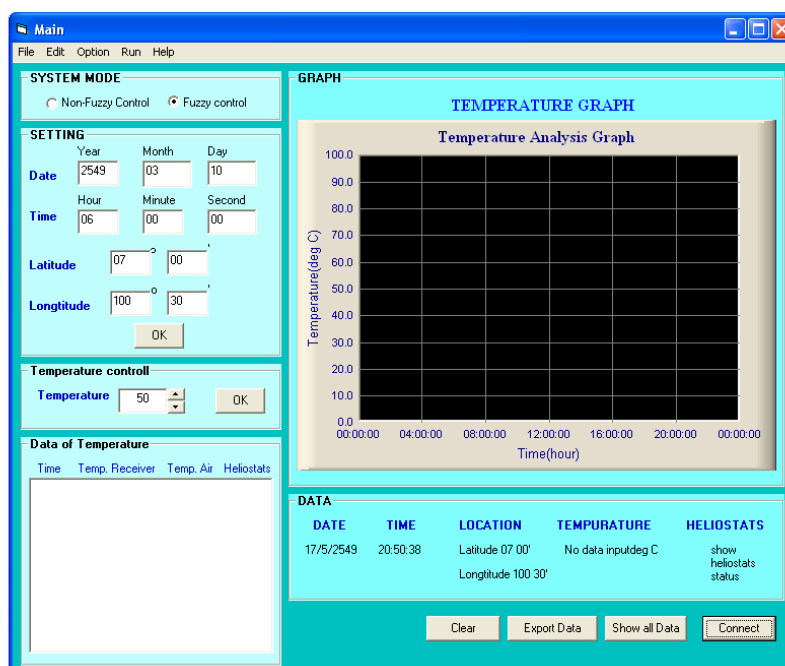 Main
File Edit Option Run Help
SYSTEM MODE
Non-Fuzzy Control Fuzzy control
SETTING
Year Month Day
Date 2549 03 10
Hour Minute Second
Time 06 00 00
Latitude 07 o 00 '
Longtitude 100 o 30 '
OK
Temperature controll
Temperature 50 OK
Data of Temperature
Time Temp. Receiver Temp. Air Heliostats
GRAPH
TEMPERATURE GRAPH
Temperature Analysis Graph
Temperature(deg C)
100.0
90.0
80.0
70.0
60.0
50.0
40.0
30.0
20.0
10.0
0.0
00:00:00 04:00:00 08:00:00 12:00:00 16:00:00 20:00:00 00:00:00
Time(hour)
DATA
DATE TIME LOCATION TEMPURATURE HELIOSTATS
17/5/2549 20:50:38 Latitude 07 00' No data inputdeg C show
heliostats
Longtitude 100 30' status
Clear Export Data Show all Data Connect